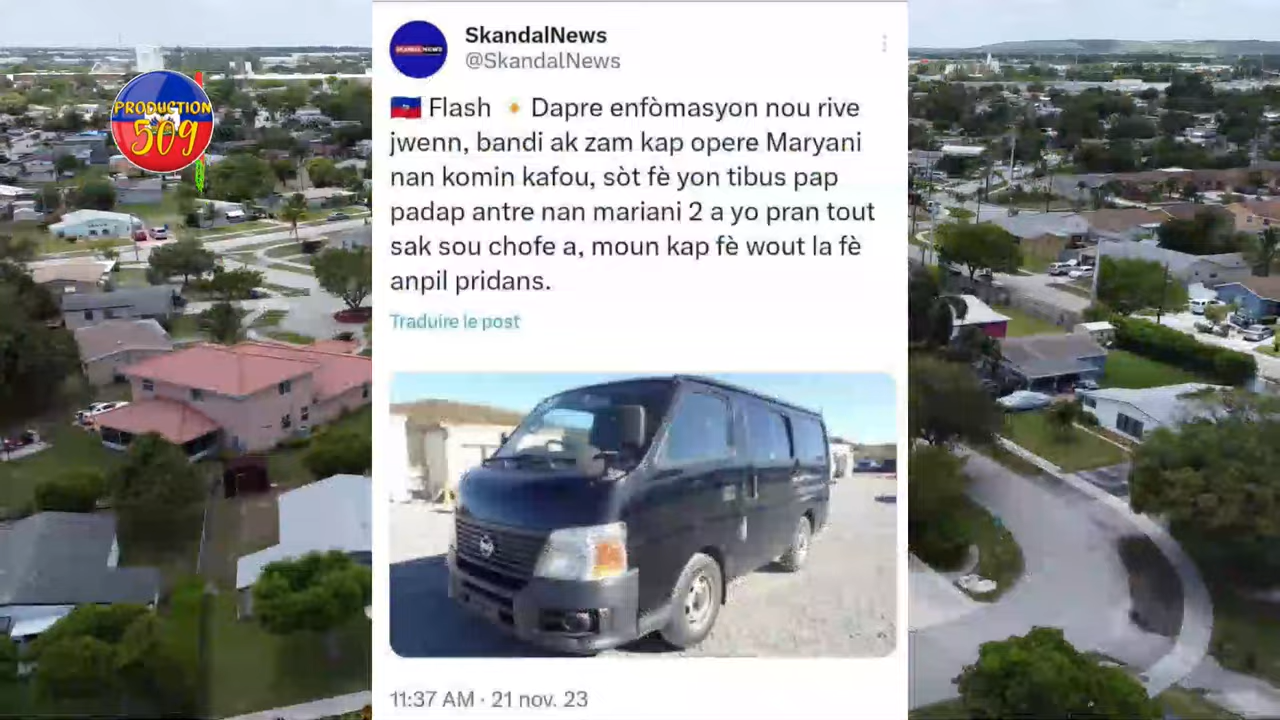 PRODUCTION
509
SKANDAL NEWS
SkandalNews
@SkandalNews
🇭🇹 Flash 🔸 Dapre enfòmasyon nou rive
jwenn, bandi ak zam kap opere Maryani
nan komin kafou, sòt fè yon tibus pap
padap antre nan mariani 2 a yo pran tout
sak sou chofe a, moun kap fè wout la fè
anpil pridans.
Traduire le post
11:37 AM · 21 nov. 23